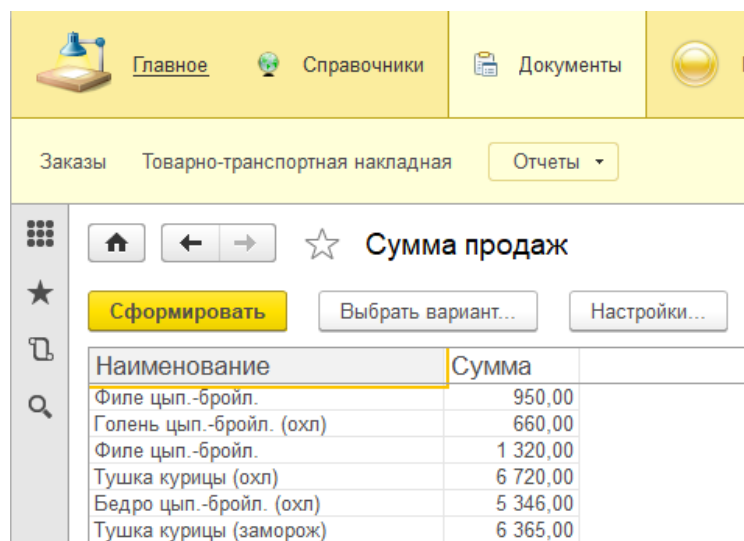 Главное Справочники Документы
Заказы Товарно-транспортная накладная Отчеты
Сумма продаж
Сформировать Выбрать вариант... Настройки...
Наименование Сумма
Филе цып.-бройл. 950,00
Голень цып.-бройл. (охл) 660,00
Филе цып.-бройл. 1 320,00
Тушка курицы (охл) 6 720,00
Бедро цып.-бройл. (охл) 5 346,00
Тушка курицы (заморож) 6 365,00